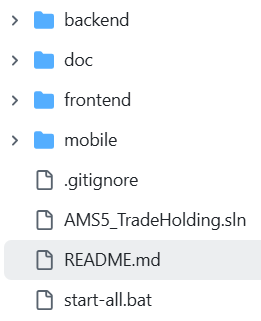 backend
doc
frontend
mobile
.gitignore
AMS5_TradeHolding.sln
README.md
start-all.bat